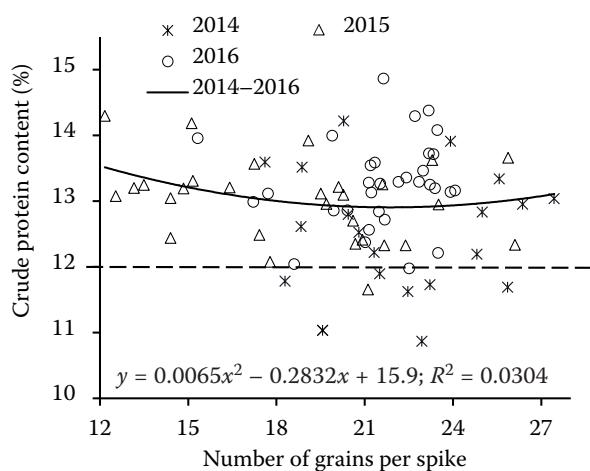 2014 2015
2016
2014–2016
Crude protein content (%)
15
14
13
12
11
10
y = 0.0065x² – 0.2832x + 15.9; R² = 0.0304
12 15 18 21 24 27
Number of grains per spike